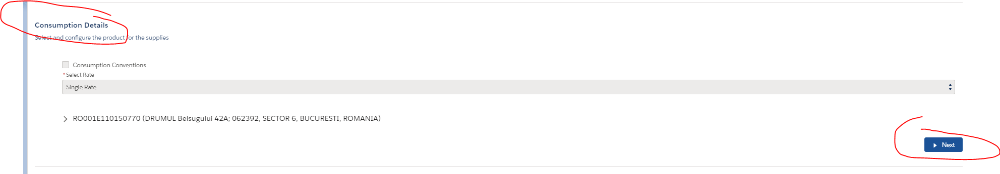 Consumption Details
Select and configure the product for the supplies
Consumption Conventions
*Select Rate
Single Rate
RO001E110150770 (DRUMUL Belsugului 42A; 062392, SECTOR 6, BUCURESTI, ROMANIA)
Next